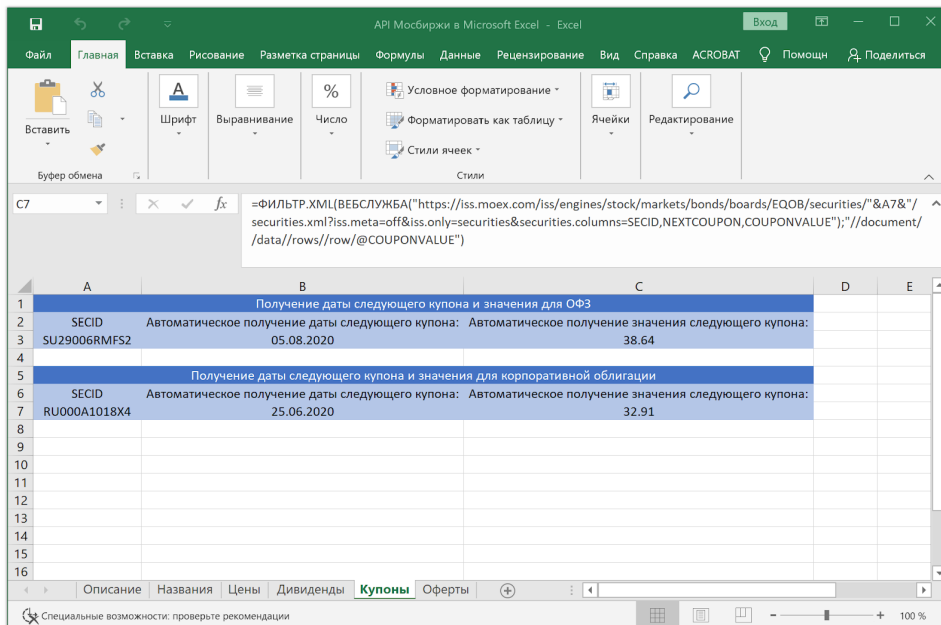 API Мосбиржи в Microsoft Excel - Excel
Вход
Файл Главная Вставка Рисование Разметка страницы Формулы Данные Рецензирование Вид Справка ACROBAT Помощн Поделиться
Вставить
Буфер обмена
Шрифт
Выравнивание
%
Число
Условное форматирование
Форматировать как таблицу
Стили ячеек
Стили
Ячейки
Редактирование
C7
fx
=ФИЛЬТР.XML(ВЕБСЛУЖБА("https://iss.moex.com/iss/engines/stock/markets/bonds/boards/EQOB/securities/"&A7&"/
securities.xml?iss.meta=off&iss.only=securities&securities.columns=SECID,NEXTCOUPON,COUPONVALUE");"//document/
/data//rows//row/@COUPONVALUE")
A B C D E
1 Получение даты следующего купона и значения для ОФЗ
2 SECID Автоматическое получение даты следующего купона: Автоматическое получение значения следующего купона:
3 SU29006RMFS2 05.08.2020 38.64
4
5 Получение даты следующего купона и значения для корпоративной облигации
6 SECID Автоматическое получение даты следующего купона: Автоматическое получение значения следующего купона:
7 RU000A1018X4 25.06.2020 32.91
8
9
10
11
12
13
14
15
16
Описание Названия Цены Дивиденды Купоны Оферты
Специальные возможности: проверьте рекомендации
100 %